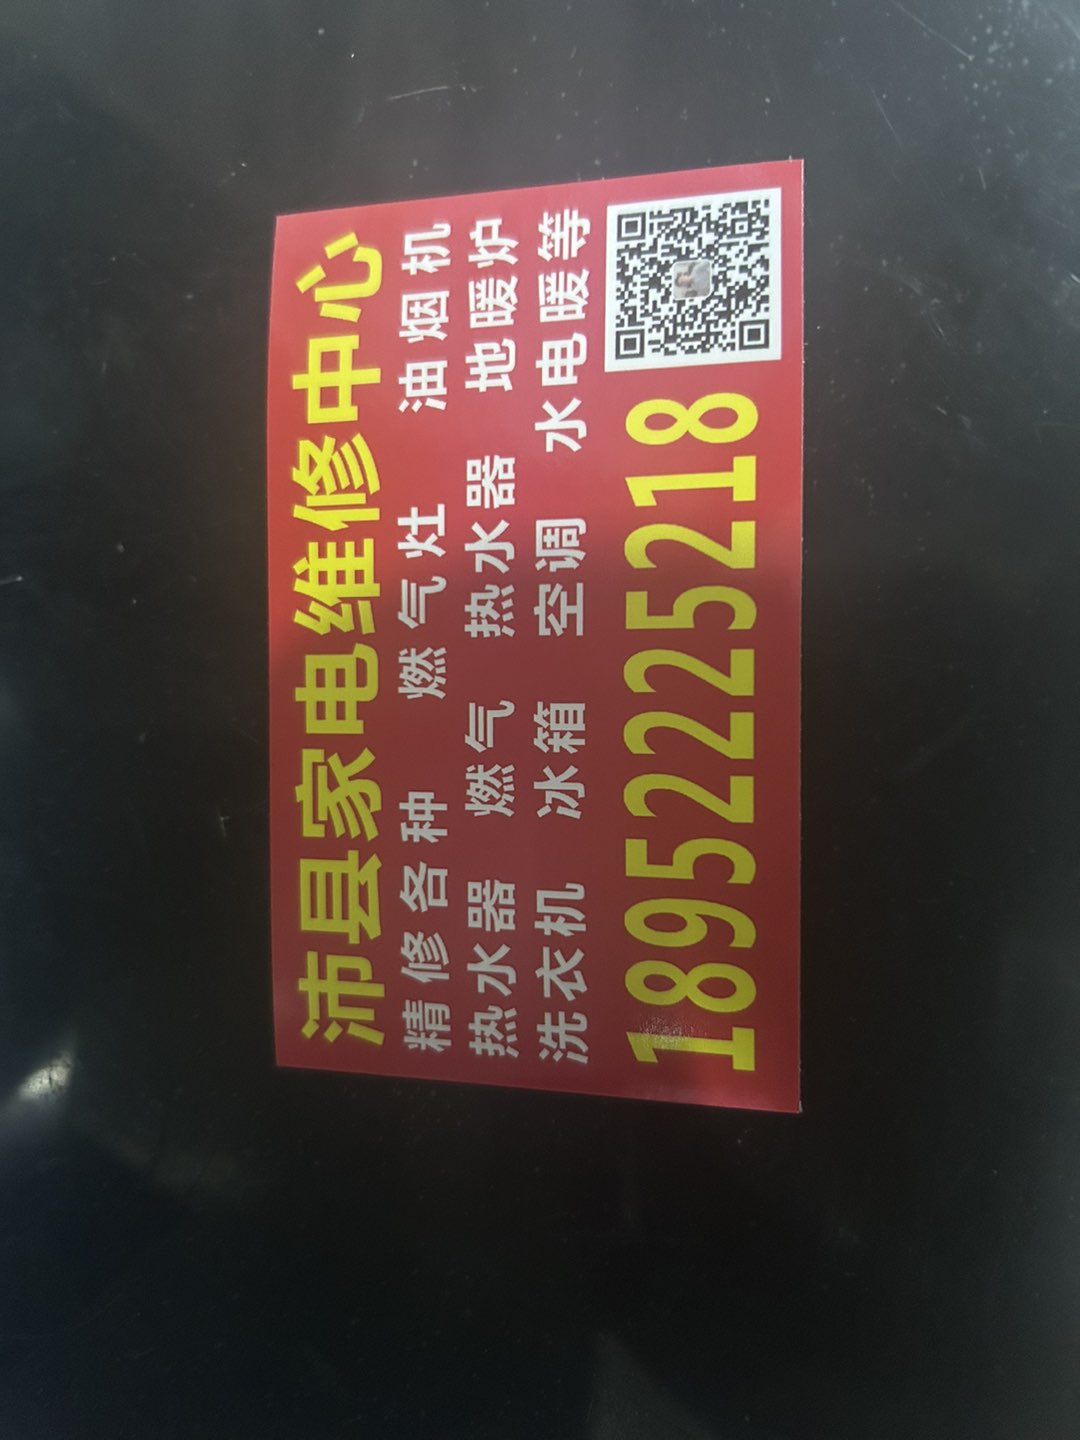 沛县家电维修中心
精修各种 燃气灶 油烟机
热水器 燃气 热水器 地暖炉
洗衣机 冰箱 空调 水电暖等
18952225218